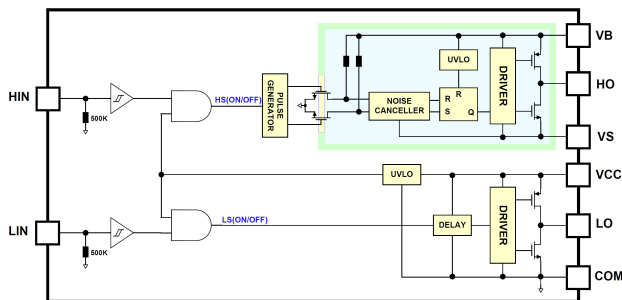 VB
HO
VS
VCC
LO
COM
HIN
LIN
500K
500K
HS(ON/OFF)
LS(ON/OFF)
PULSE
GENERATOR
NOISE
CANCELLER
UVLO
R
R
S
Q
DRIVER
UVLO
DELAY
DRIVER